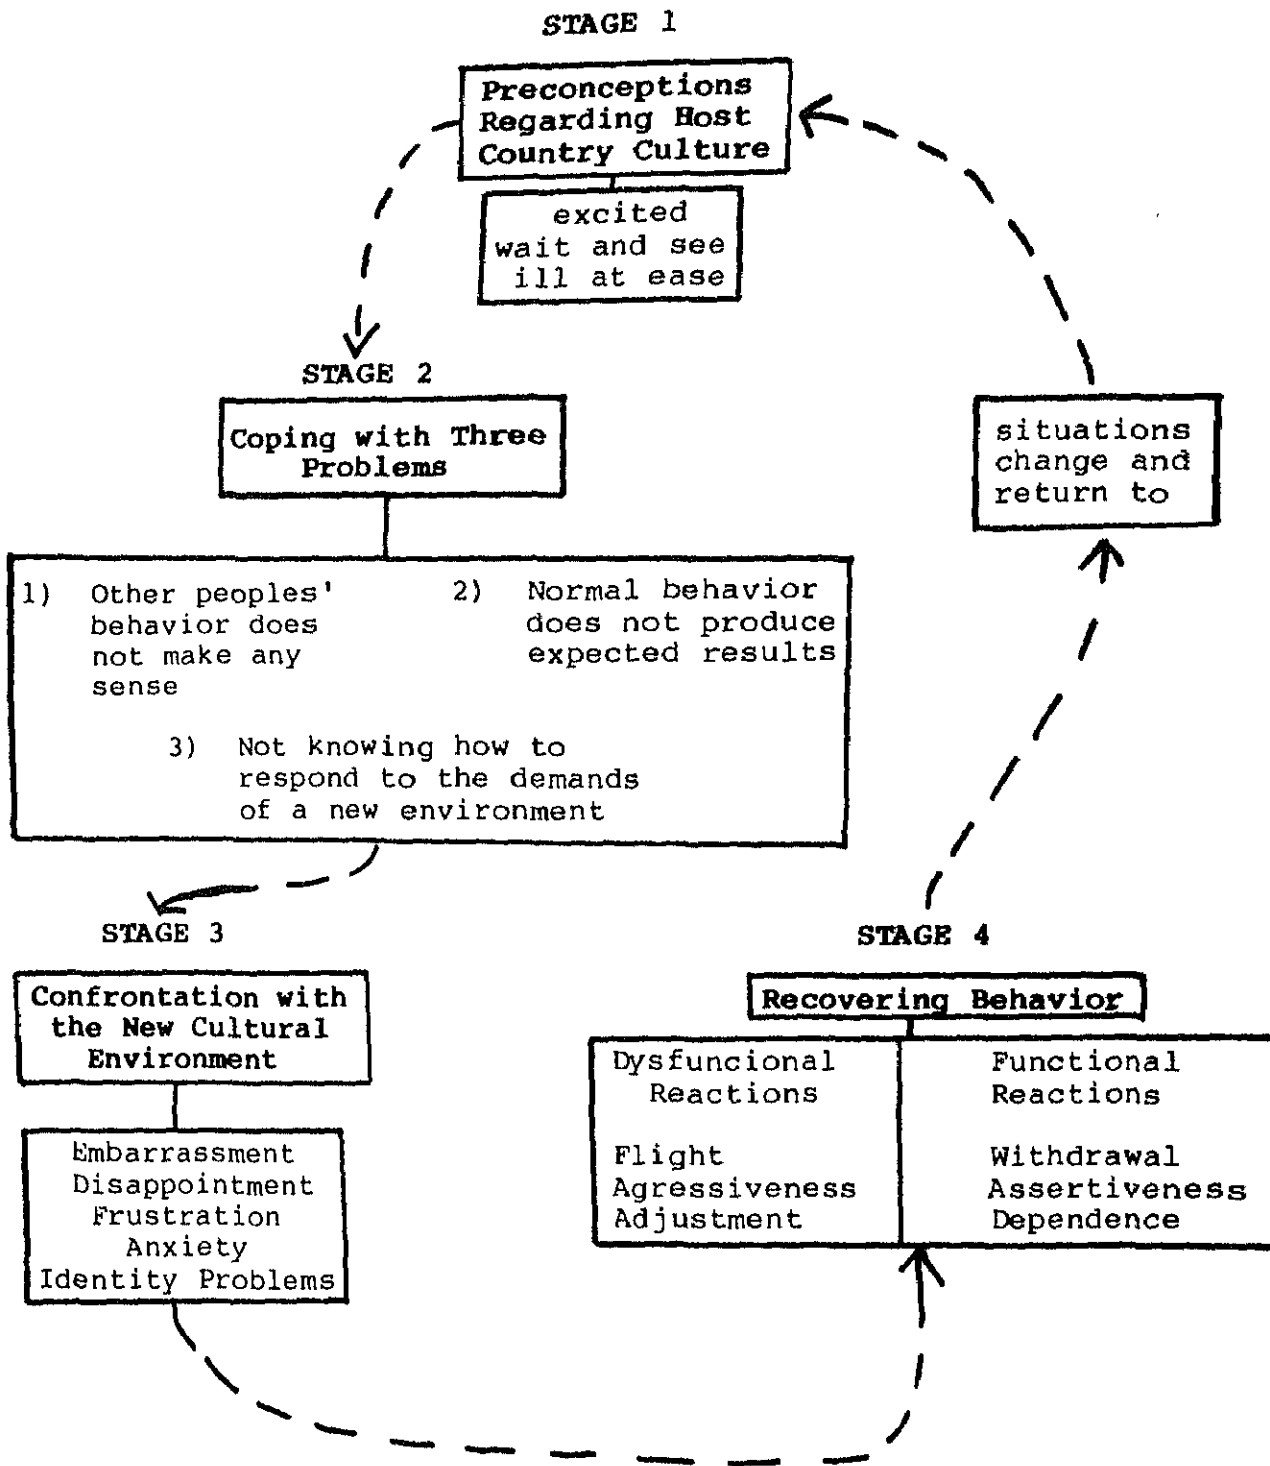 STAGE 1
Preconceptions
Regarding Host
Country Culture
excited
wait and see
ill at ease
STAGE 2
Coping with Three
Problems
situations
change and
return to
1) Other peoples'
behavior does
not make any
sense
2) Normal behavior
does not produce
expected results
3) Not knowing how to
respond to the demands
of a new environment
STAGE 3
Confrontation with
the New Cultural
Environment
Embarrassment
Disappointment
Frustration
Anxiety
Identity Problems
STAGE 4
Recovering Behavior
Dysfuncional
Reactions
Flight
Agressiveness
Adjustment
Functional
Reactions
Withdrawal
Assertiveness
Dependence